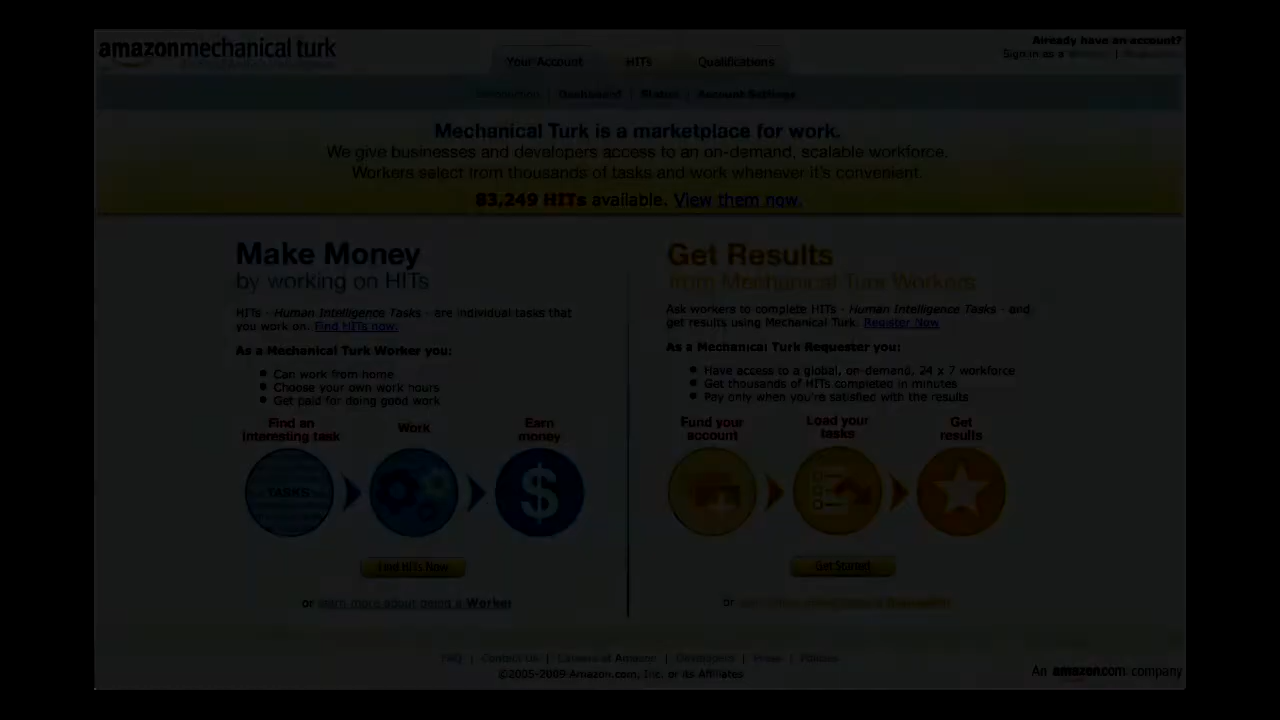 amazonmechanical turk
Already have an account?
Sign in as a
Your Account
HITs
Qualifications
Introduction | Dashboard | Status | Account Settings
Mechanical Turk is a marketplace for work.
We give businesses and developers access to an on-demand, scalable workforce.
Workers select from thousands of tasks and work whenever it's convenient.
83,249 HITs available. View them now.
Make Money
by working on HITs
HITs - Human Intelligence Tasks - are individual tasks that
you work on. Find HITs now.
As a Mechanical Turk Worker you:
• Can work from home
• Choose your own work hours
• Get paid for doing good work
Find an
interesting task
Work
Earn
money
TASKS
$
Find HITs Now
or learn more about being a Worker
Get Results
from Mechanical Turk Workers
Ask workers to complete HITs - Human Intelligence Tasks - and
get results using Mechanical Turk. Register Now
As a Mechanical Turk Requester you:
• Have access to a global, on-demand, 24 x 7 workforce
• Get thousands of HITs completed in minutes
• Pay only when you're satisfied with the results
Fund your
account
Load your
tasks
Get
results
Get Started
or
FAQ | Contact Us | Careers at Amazon | Developers | Press | Policies
©2005-2009 Amazon.com, Inc. or its Affiliates
An amazon.com company